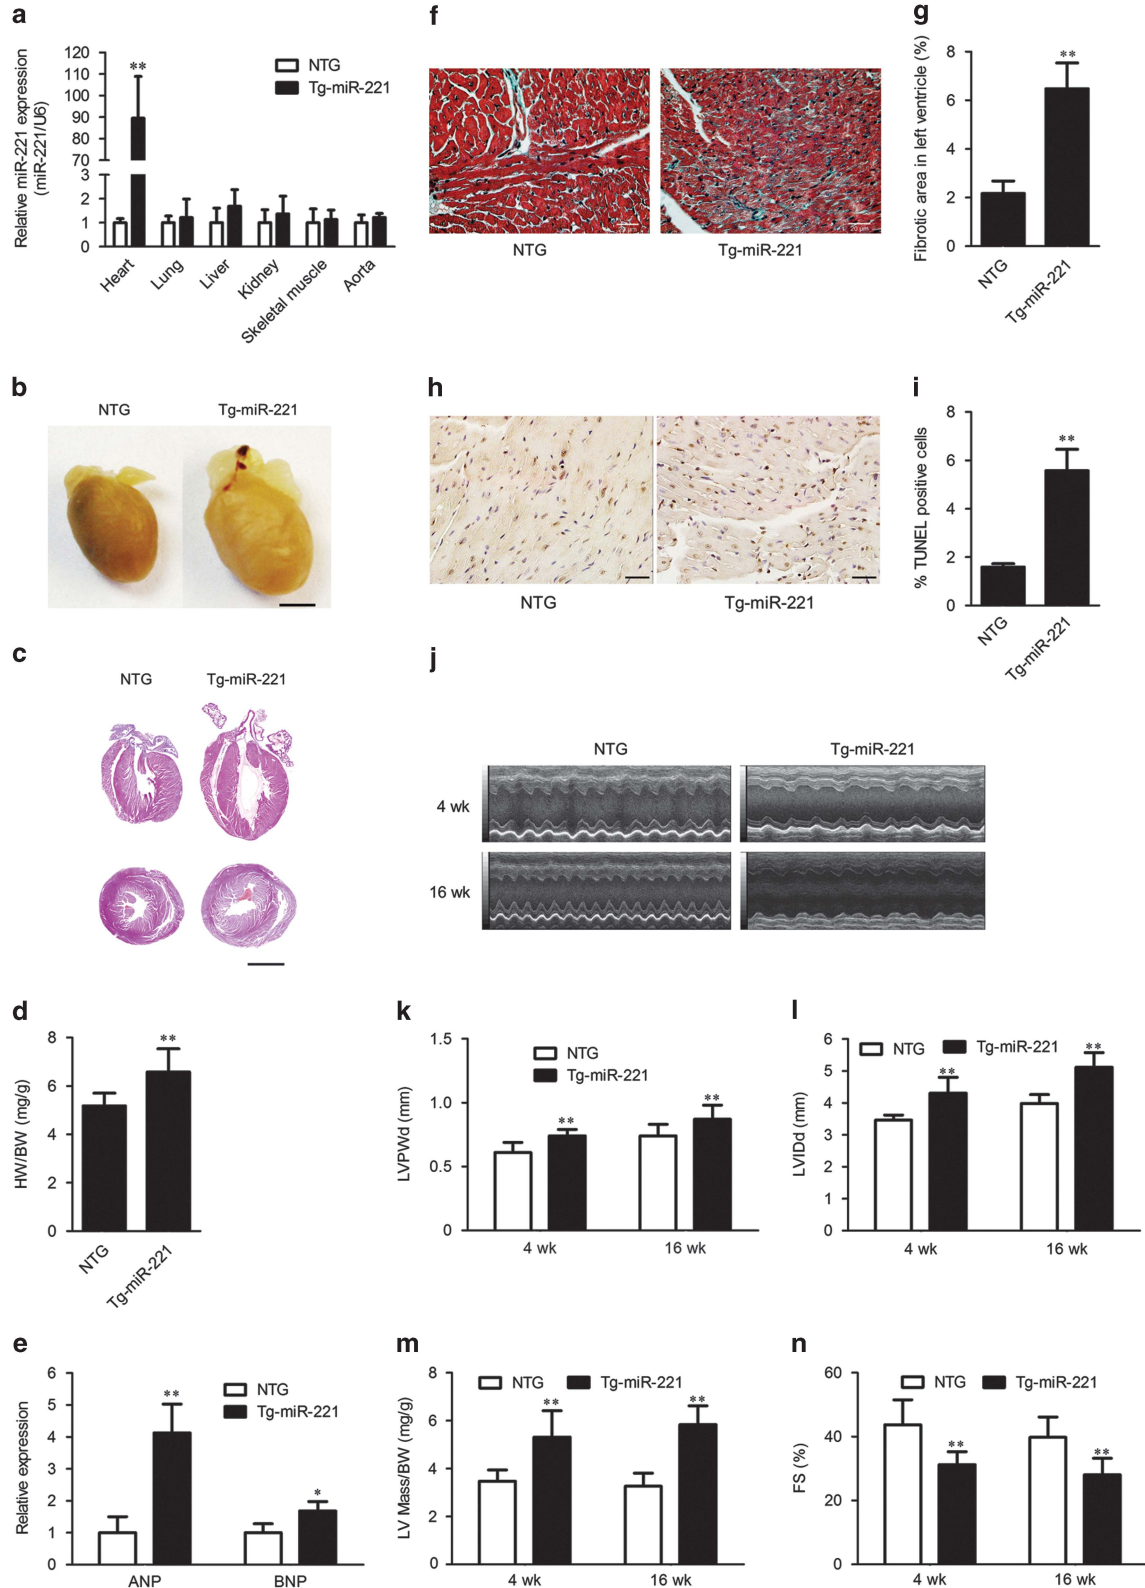 a
Relative miR-221 expression
(miR-221/U6)
120
110
100
90
80
70
3
2
1
0
**
NTG
Tg-miR-221
Heart
Lung
Liver
Kidney
Skeletal muscle
Aorta
b
NTG
Tg-miR-221
c
NTG
Tg-miR-221
d
HW/BW (mg/g)
8
6
4
2
0
**
NTG
Tg-miR-221
e
Relative expression
6
5
4
3
2
1
0
**
*
NTG
Tg-miR-221
ANP
BNP
f
20 μm
NTG
Tg-miR-221
g
Fibrotic area in left ventricle (%)
8
6
4
2
0
**
NTG
Tg-miR-221
h
NTG
Tg-miR-221
i
% TUNEL positive cells
8
6
4
2
0
**
NTG
Tg-miR-221
j
NTG
Tg-miR-221
4 wk
16 wk
k
LVPWd (mm)
1.5
1.0
0.5
0
NTG
Tg-miR-221
**
**
4 wk
16 wk
l
LVIDd (mm)
6
5
4
3
2
1
0
NTG
Tg-miR-221
**
**
4 wk
16 wk
m
LV Mass/BW (mg/g)
8
6
4
2
0
NTG
Tg-miR-221
**
**
4 wk
16 wk
n
FS (%)
60
40
20
0
NTG
Tg-miR-221
**
**
4 wk
16 wk